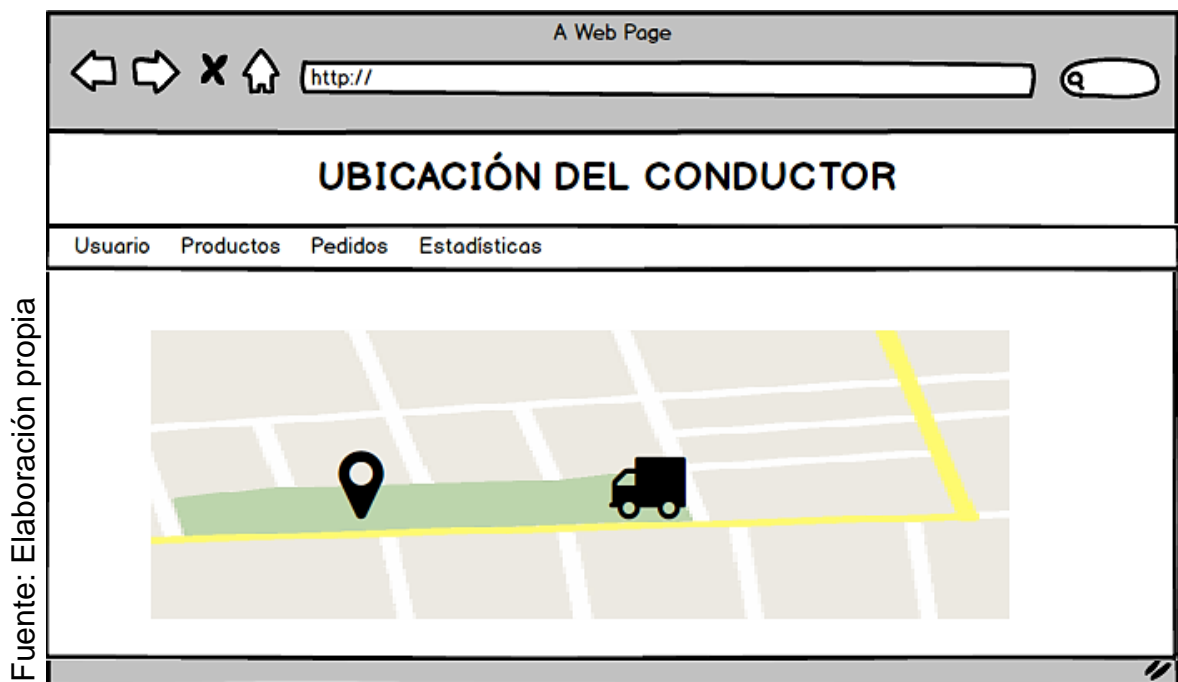 A Web Page
http://
UBICACIÓN DEL CONDUCTOR
Usuario Productos Pedidos Estadísticas
Fuente: Elaboración propia